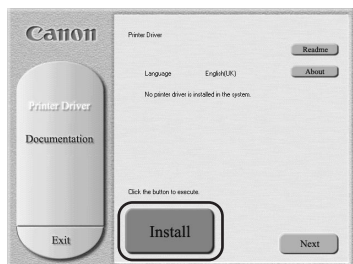 Canon
Printer Driver
Readme
Language English(UK)
About
No printer driver is installed in the system.
Printer Driver
Documentation
Click the button to execute.
Install
Exit
Next